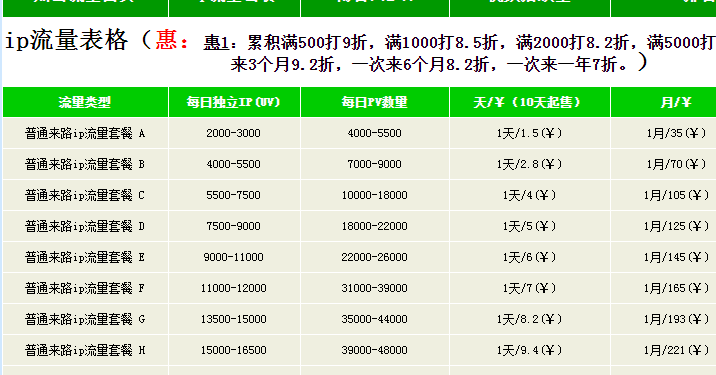 ip流量表格（惠：惠1：累积满500打9折，满1000打8.5折，满2000打8.2折，满5000打
来3个月9.2折，一次来6个月8.2折，一次来一年7折。）
流量类型 每日独立IP(UV) 每日PV数量 天/￥（10天起售） 月/￥
普通来路ip流量套餐 A 2000-3000 4000-5500 1天/1.5(￥) 1月/35(￥)
普通来路ip流量套餐 B 4000-5500 7000-9000 1天/2.8(￥) 1月/70(￥)
普通来路ip流量套餐 C 5500-7500 10000-18000 1天/4(￥) 1月/105(￥)
普通来路ip流量套餐 D 7500-9000 18000-22000 1天/5(￥) 1月/125(￥)
普通来路ip流量套餐 E 9000-11000 22000-26000 1天/6(￥) 1月/145(￥)
普通来路ip流量套餐 F 11000-12000 31000-39000 1天/7(￥) 1月/165(￥)
普通来路ip流量套餐 G 13500-15000 35000-44000 1天/8.2(￥) 1月/193(￥)
普通来路ip流量套餐 H 15000-16500 39000-48000 1天/9.4(￥) 1月/221(￥)